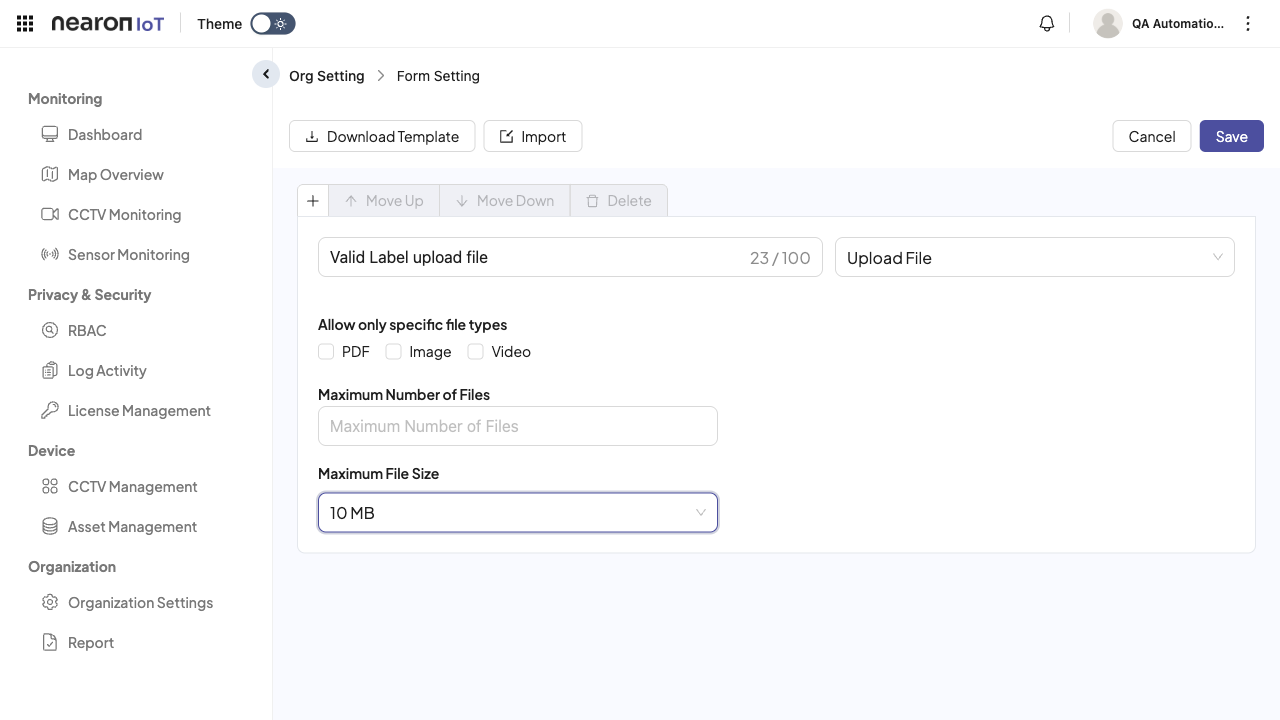 nearon IoT
Theme
QA Automatio...
Org Setting
Form Setting
Monitoring
Dashboard
Map Overview
CCTV Monitoring
Sensor Monitoring
Privacy & Security
RBAC
Log Activity
License Management
Device
CCTV Management
Asset Management
Organization
Organization Settings
Report
Download Template
Import
Cancel
Save
Move Up
Move Down
Delete
Valid Label upload file
23 / 100
Upload File
Allow only specific file types
PDF
Image
Video
Maximum Number of Files
Maximum Number of Files
Maximum File Size
10 MB